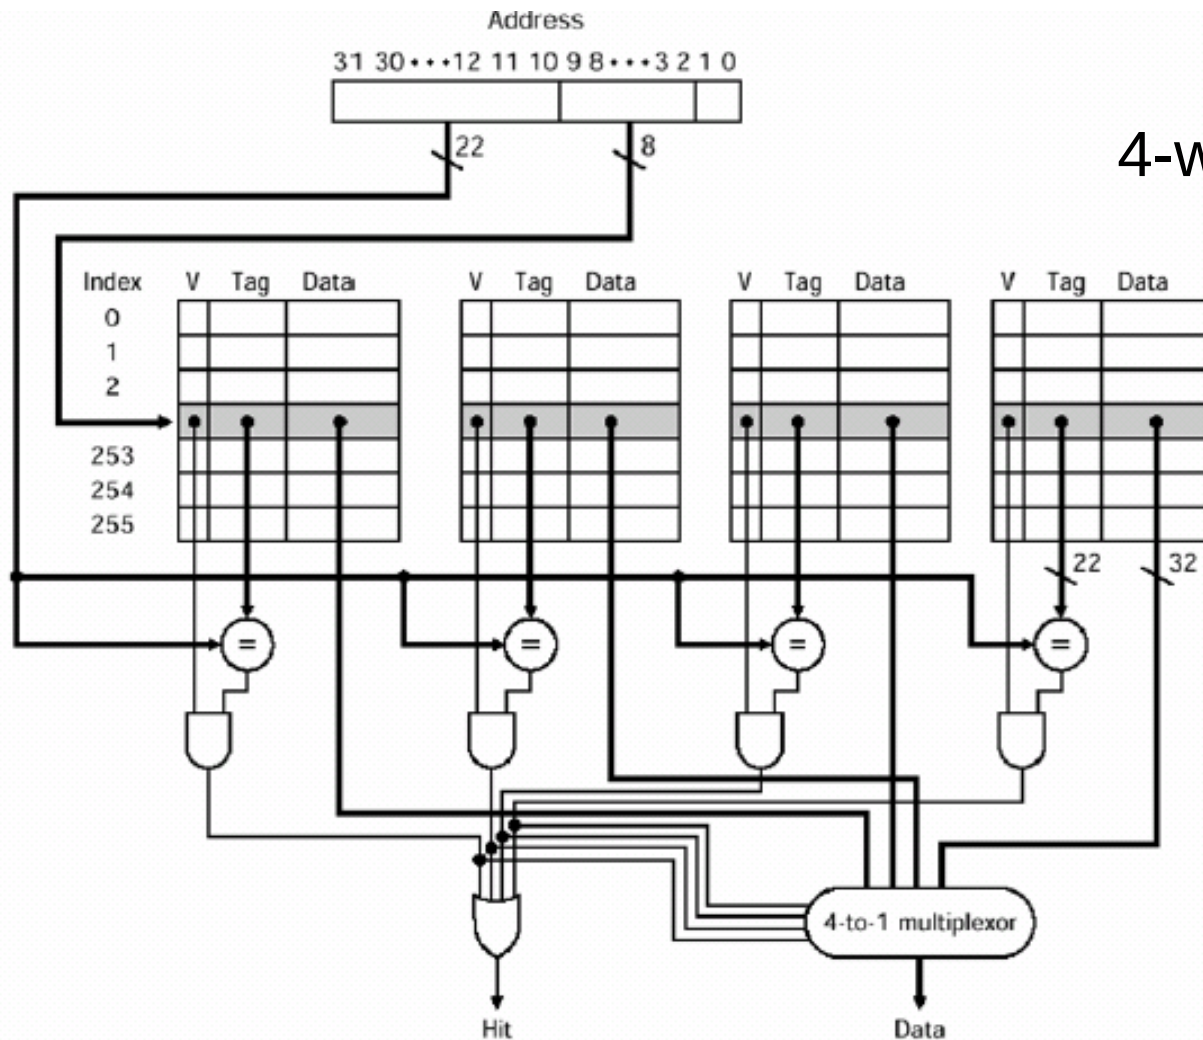 Address
31 30•••12 11 10 9 8•••3 2 1 0
22
8
4-w
Index V Tag Data V Tag Data V Tag Data V Tag Data
0
1
2
253
254
255
22
32
= = = =
4-to-1 multiplexor
Hit
Data